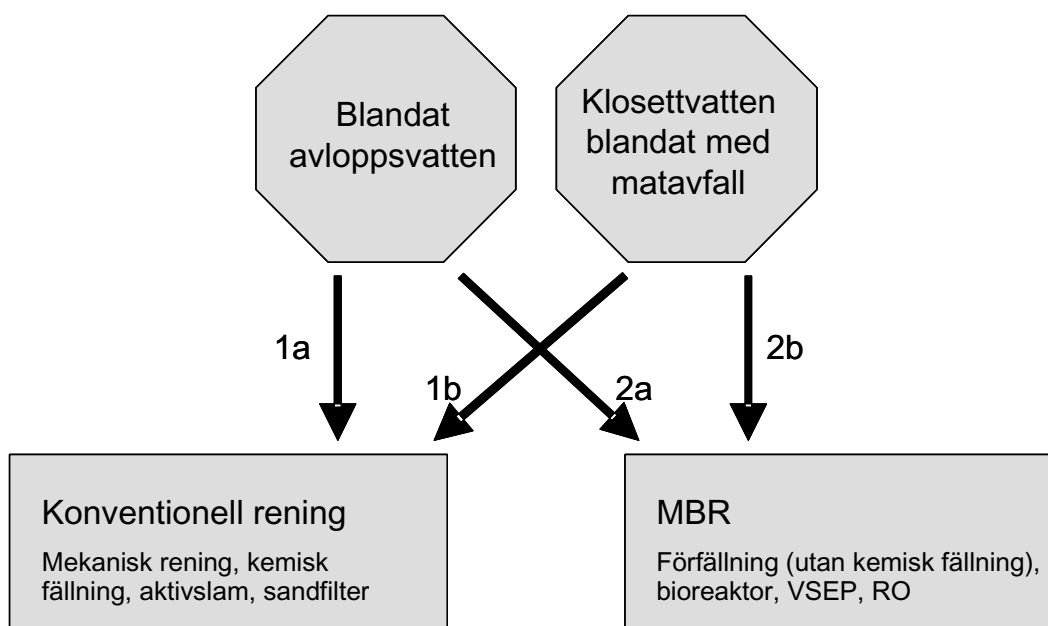 Blandat
avloppsvatten
Klosettvatten
blandat med
matavfall
1a
1b
2a
2b
Konventionell rening
Mekanisk rening, kemisk
fällning, aktivslam, sandfilter
MBR
Förfällning (utan kemisk fällning),
bioreaktor, VSEP, RO